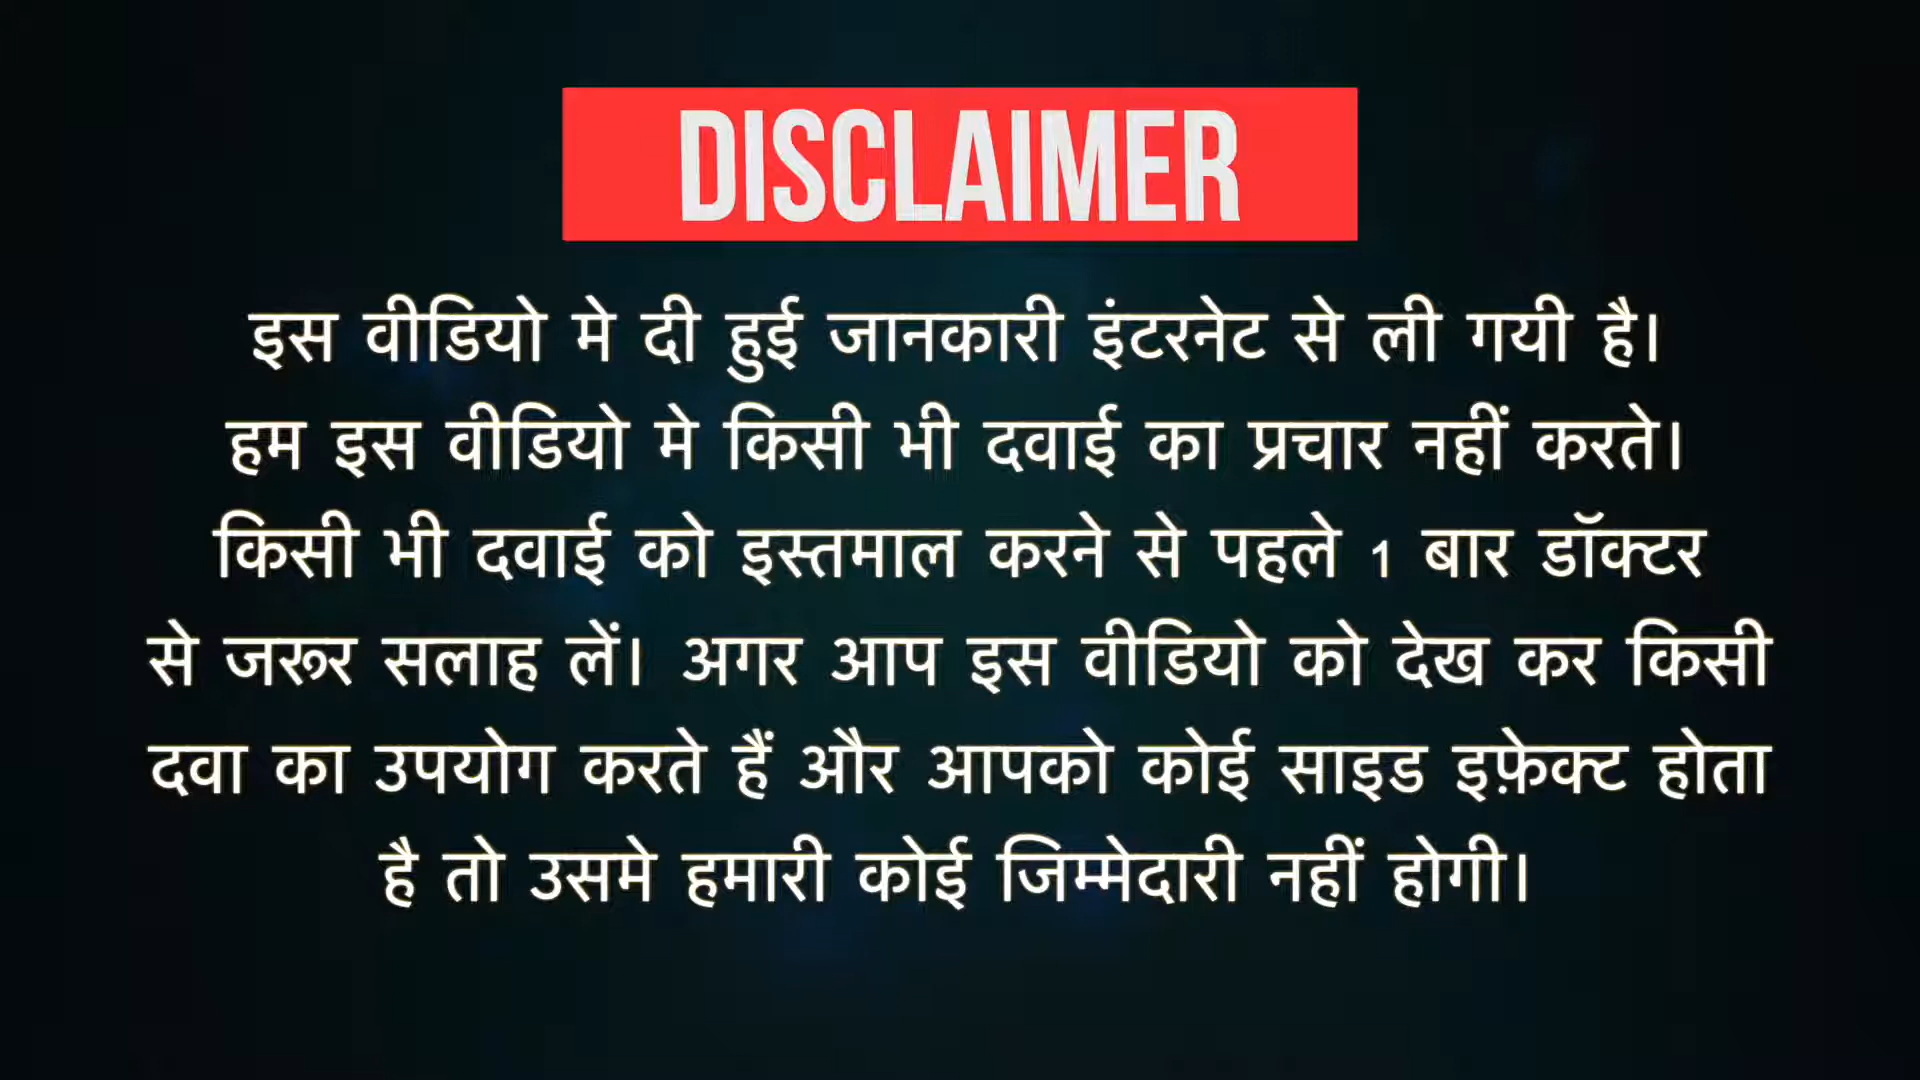 DISCLAIMER
इस वीडियो मे दी हुई जानकारी इंटरनेट से ली गयी है।
हम इस वीडियो मे किसी भी दवाई का प्रचार नहीं करते।
किसी भी दवाई को इस्तमाल करने से पहले 1 बार डॉक्टर
से जरूर सलाह लें। अगर आप इस वीडियो को देख कर किसी
दवा का उपयोग करते हैं और आपको कोई साइड इफ़ेक्ट होता
है तो उसमे हमारी कोई जिम्मेदारी नहीं होगी।